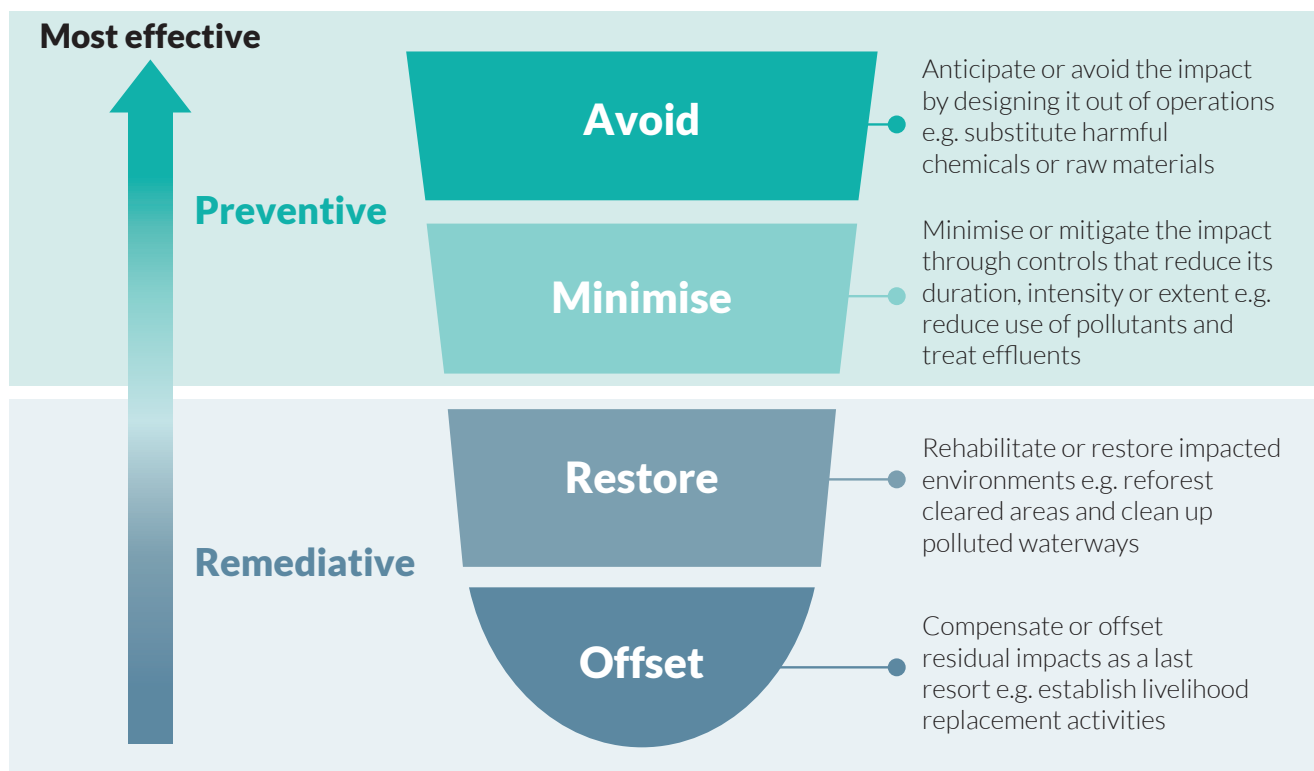 Most effective
Preventive
Avoid
Anticipate or avoid the impact
by designing it out of operations
e.g. substitute harmful
chemicals or raw materials
Minimise
Minimise or mitigate the impact
through controls that reduce its
duration, intensity or extent e.g.
reduce use of pollutants and
treat effluents
Remediative
Restore
Rehabilitate or restore impacted
environments e.g. reforest
cleared areas and clean up
polluted waterways
Offset
Compensate or offset
residual impacts as a last
resort e.g. establish livelihood
replacement activities